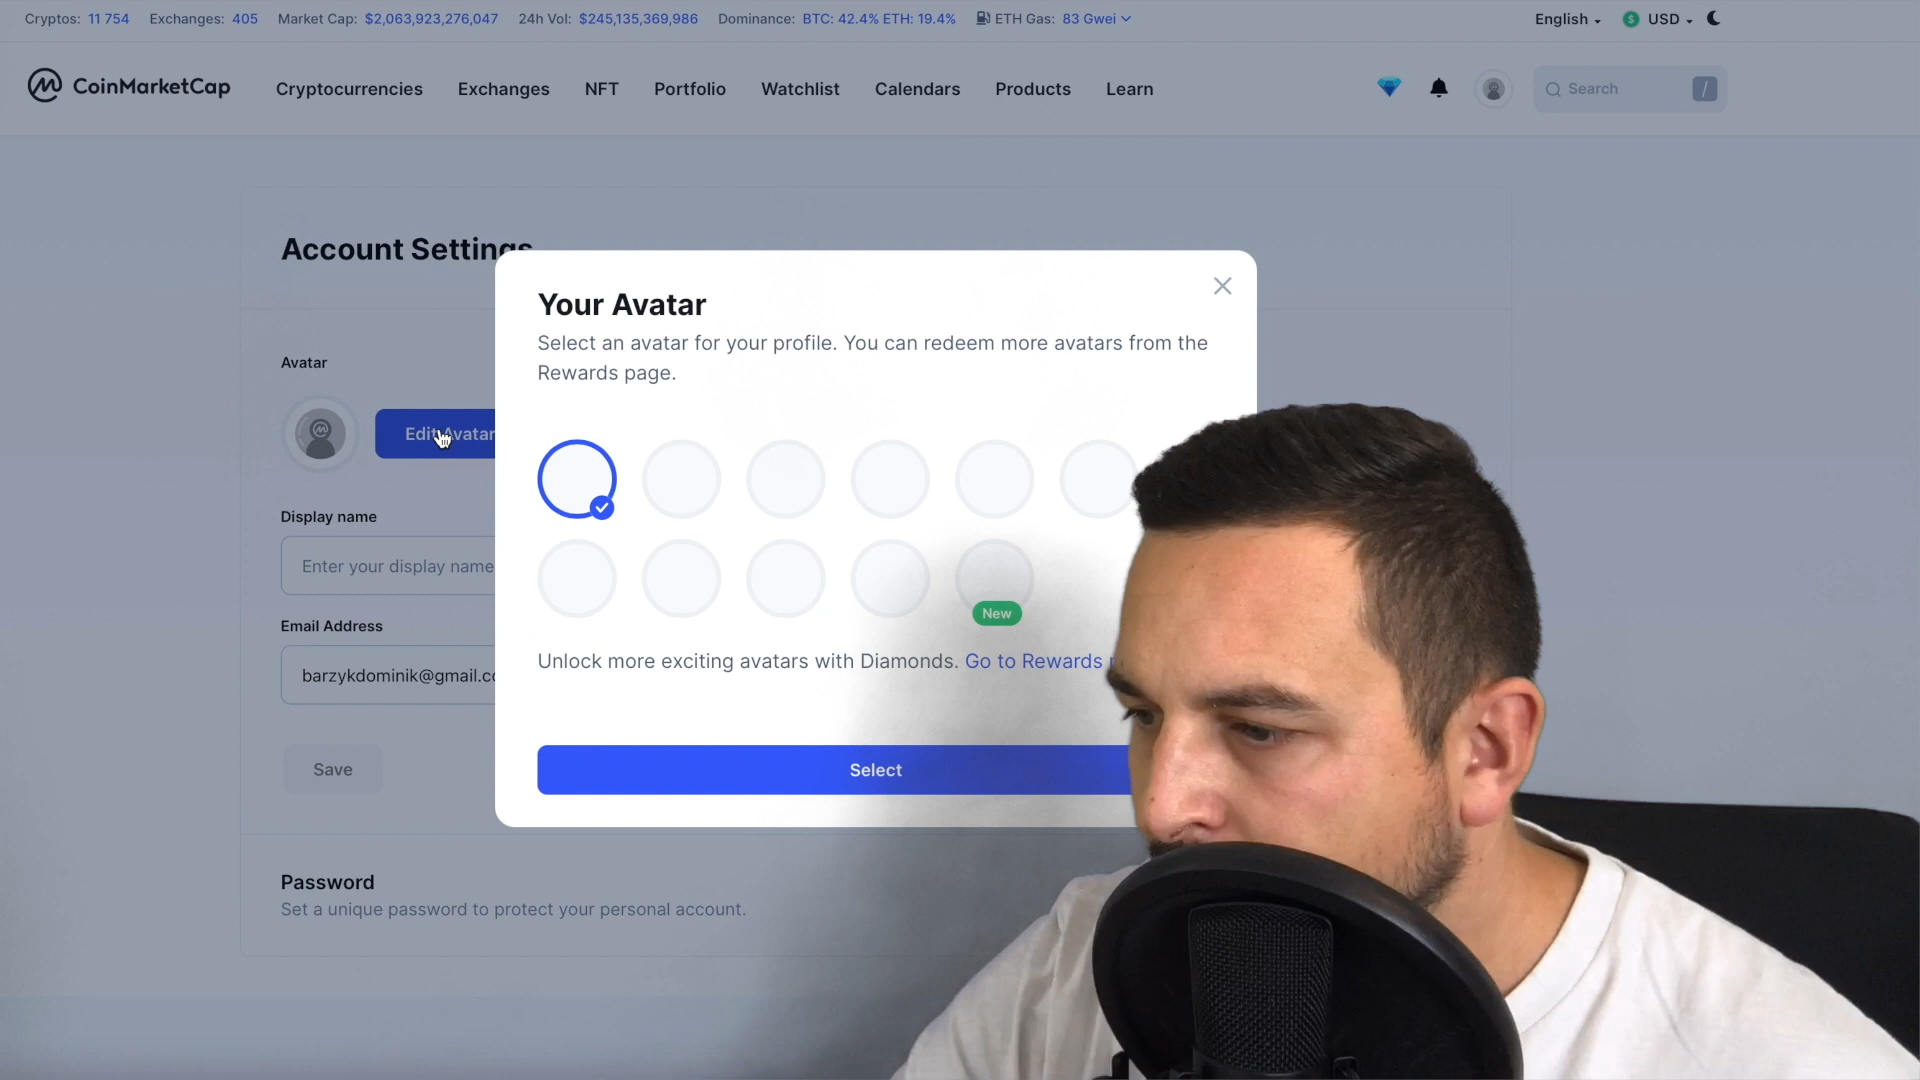 Cryptos: 11 754 Exchanges: 405 Market Cap: $2,063,923,276,047 24h Vol: $245,135,369,986 Dominance: BTC: 42.4% ETH: 19.4% ETH Gas: 83 Gwei English USD
CoinMarketCap Cryptocurrencies Exchanges NFT Portfolio Watchlist Calendars Products Learn Search /
Account Settings
Your Avatar
Select an avatar for your profile. You can redeem more avatars from the
Rewards page.
Avatar
Edit Avatar
Display name
Enter your display name
New
Email Address
Unlock more exciting avatars with Diamonds. Go to Rewards
barzykdominik@gmail.co
Save
Select
Password
Set a unique password to protect your personal account.